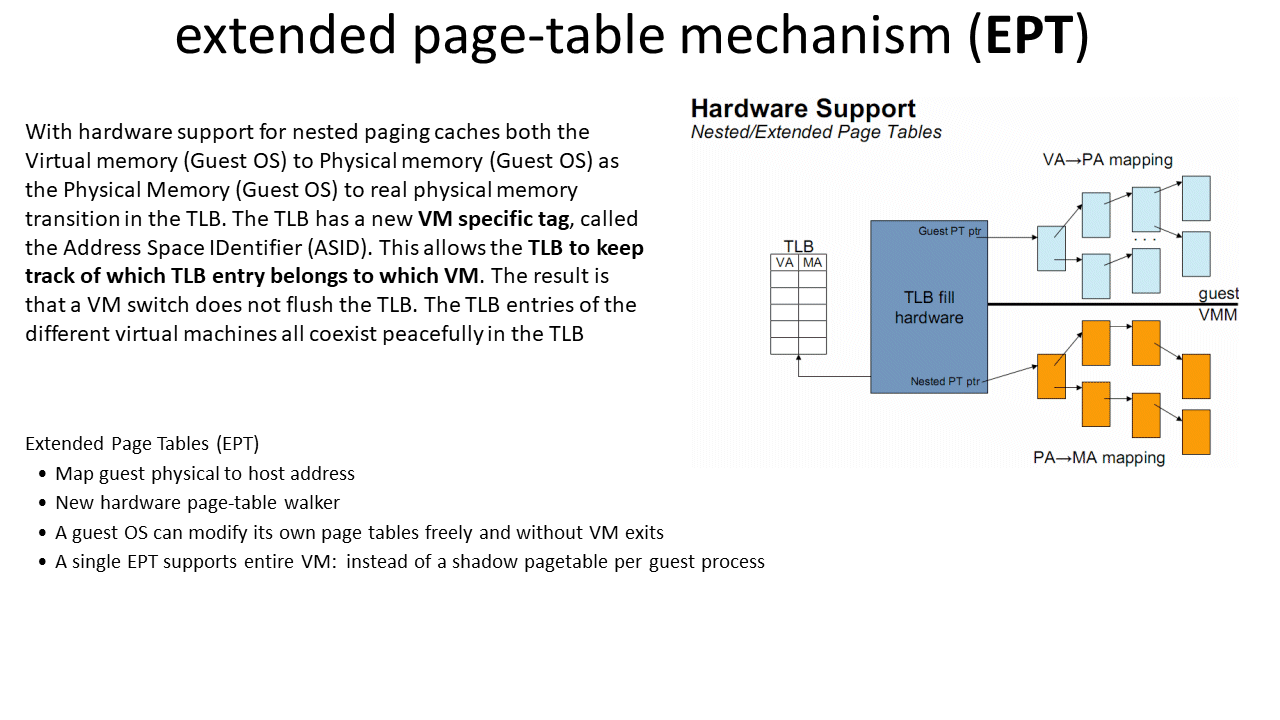 extended page-table mechanism (EPT)
With hardware support for nested paging caches both the
Virtual memory (Guest OS) to Physical memory (Guest OS) as
the Physical Memory (Guest OS) to real physical memory
transition in the TLB. The TLB has a new VM specific tag, called
the Address Space IDentifier (ASID). This allows the TLB to keep
track of which TLB entry belongs to which VM. The result is
that a VM switch does not flush the TLB. The TLB entries of the
different virtual machines all coexist peacefully in the TLB
Extended Page Tables (EPT)
• Map guest physical to host address
• New hardware page-table walker
• A guest OS can modify its own page tables freely and without VM exits
• A single EPT supports entire VM: instead of a shadow pagetable per guest process
Hardware Support
Nested/Extended Page Tables
VA→PA mapping
Guest PT ptr
TLB
VA MA
TLB fill
hardware
. . .
guest
VMM
Nested PT ptr
PA→MA mapping